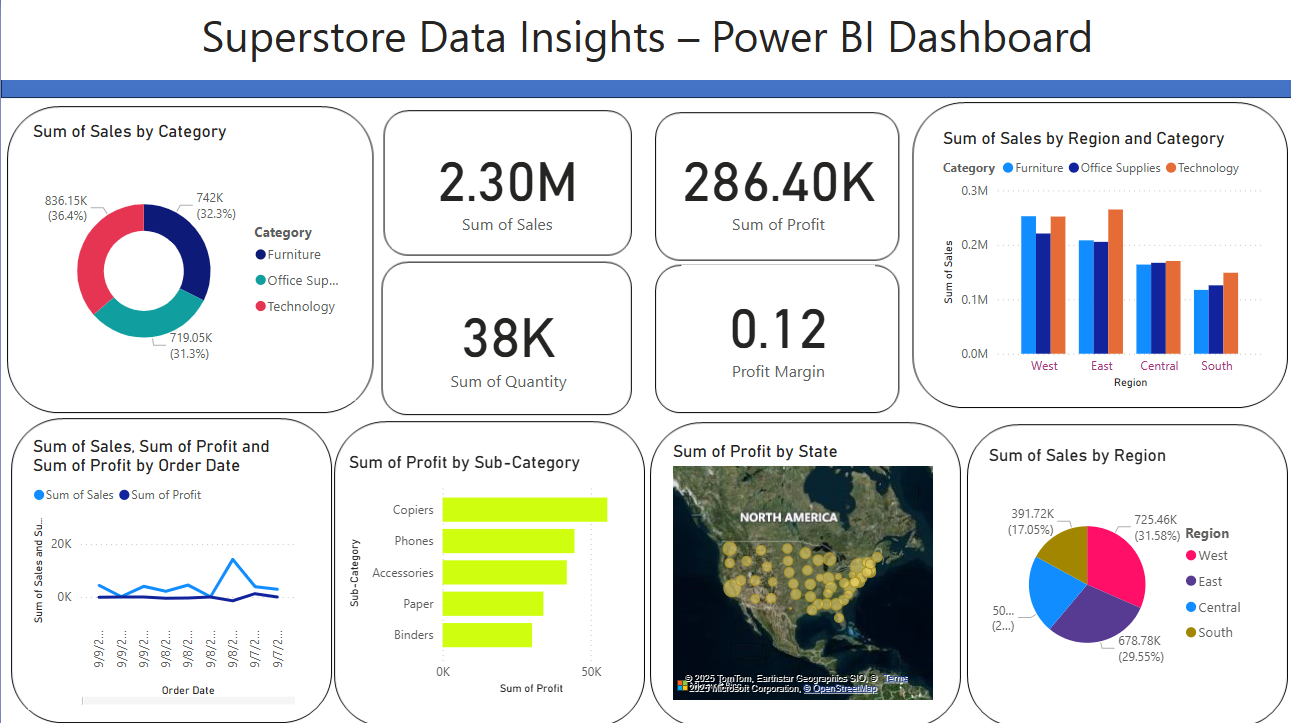 Superstore Data Insights – Power BI Dashboard
Sum of Sales by Category
836.15K
(36.4%)
742K
(32.3%)
719.05K
(31.3%)
Category
Furniture
Office Sup...
Technology
2.30M
Sum of Sales
286.40K
Sum of Profit
38K
Sum of Quantity
0.12
Profit Margin
Sum of Sales by Region and Category
Category Furniture Office Supplies Technology
Sum of Sales
0.3M
0.2M
0.1M
0.0M
West East Central South
Region
Sum of Sales, Sum of Profit and
Sum of Profit by Order Date
Sum of Sales Sum of Profit
Sum of Sales and Su...
20K
0K
9/9/2... 9/9/2... 9/8/2... 9/8/2... 9/8/2... 9/8/2... 9/8/2... 9/7/2... 9/7/2...
Order Date
Sum of Profit by Sub-Category
Sub-Category
Copiers
Phones
Accessories
Paper
Binders
0K 50K
Sum of Profit
Sum of Profit by State
NORTH AMERICA
© 2025 TomTom, Earthstar Geographics SIO, © 2025 Microsoft Corporation, © OpenStreetMap Terms
Sum of Sales by Region
391.72K
(17.05%)
725.46K
(31.58%)
50...
(2...)
678.78K
(29.55%)
Region
West
East
Central
South